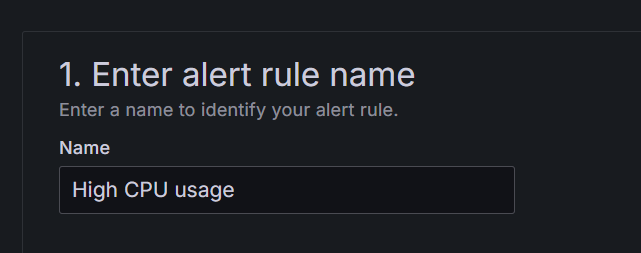 1. Enter alert rule name
Enter a name to identify your alert rule.
Name
High CPU usage